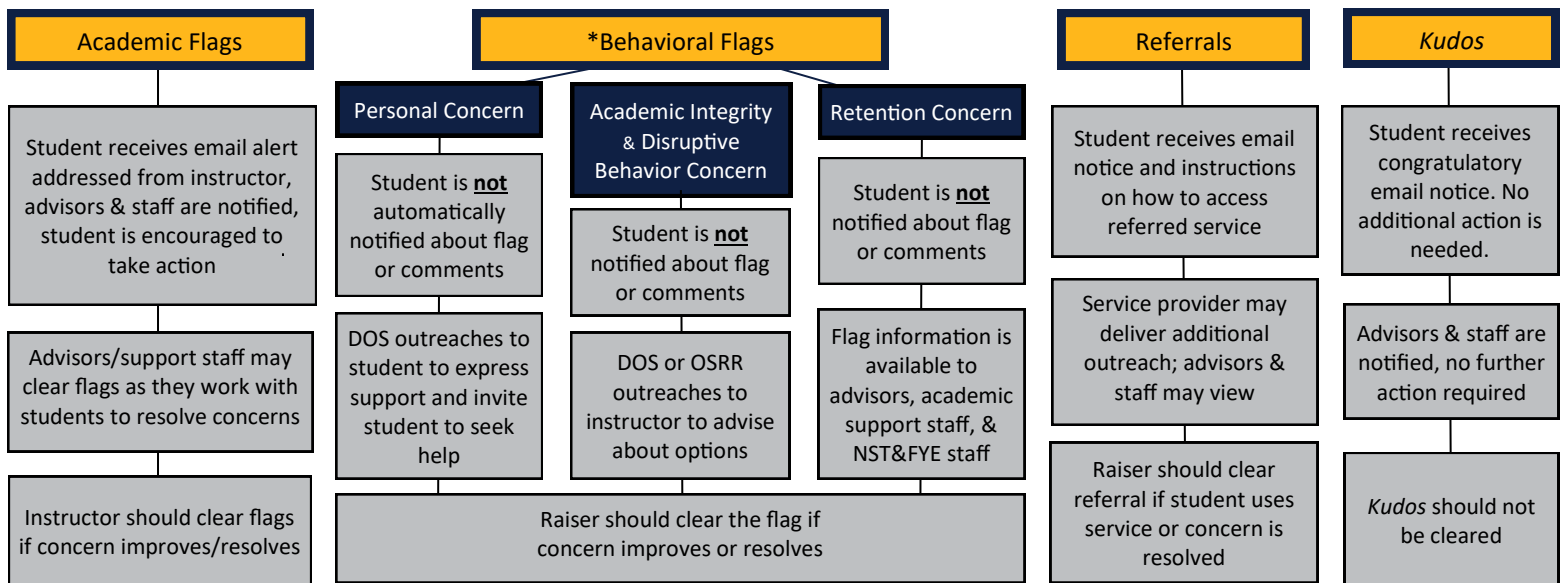 Academic Flags
Student receives email alert
addressed from instructor,
advisors & staff are notified,
student is encouraged to
take action
Advisors/support staff may
clear flags as they work with
students to resolve concerns
Instructor should clear flags
if concern improves/resolves
*Behavioral Flags
Personal Concern
Student is not
automatically
notified about flag
or comments
DOS outreaches to
student to express
support and invite
student to seek
help
Academic Integrity
& Disruptive
Behavior Concern
Student is not
notified about flag
or comments
DOS or OSRR
outreaches to
instructor to advise
about options
Retention Concern
Student is not
notified about flag
or comments
Flag information is
available to
advisors, academic
support staff, &
NST&FYE staff
Raiser should clear the flag if
concern improves or resolves
Referrals
Student receives email
notice and instructions
on how to access
referred service
Service provider may
deliver additional
outreach; advisors &
staff may view
Raiser should clear
referral if student uses
service or concern is
resolved
Kudos
Student receives
congratulatory
email notice. No
additional action is
needed.
Advisors & staff are
notified, no further
action required
Kudos should not
be cleared